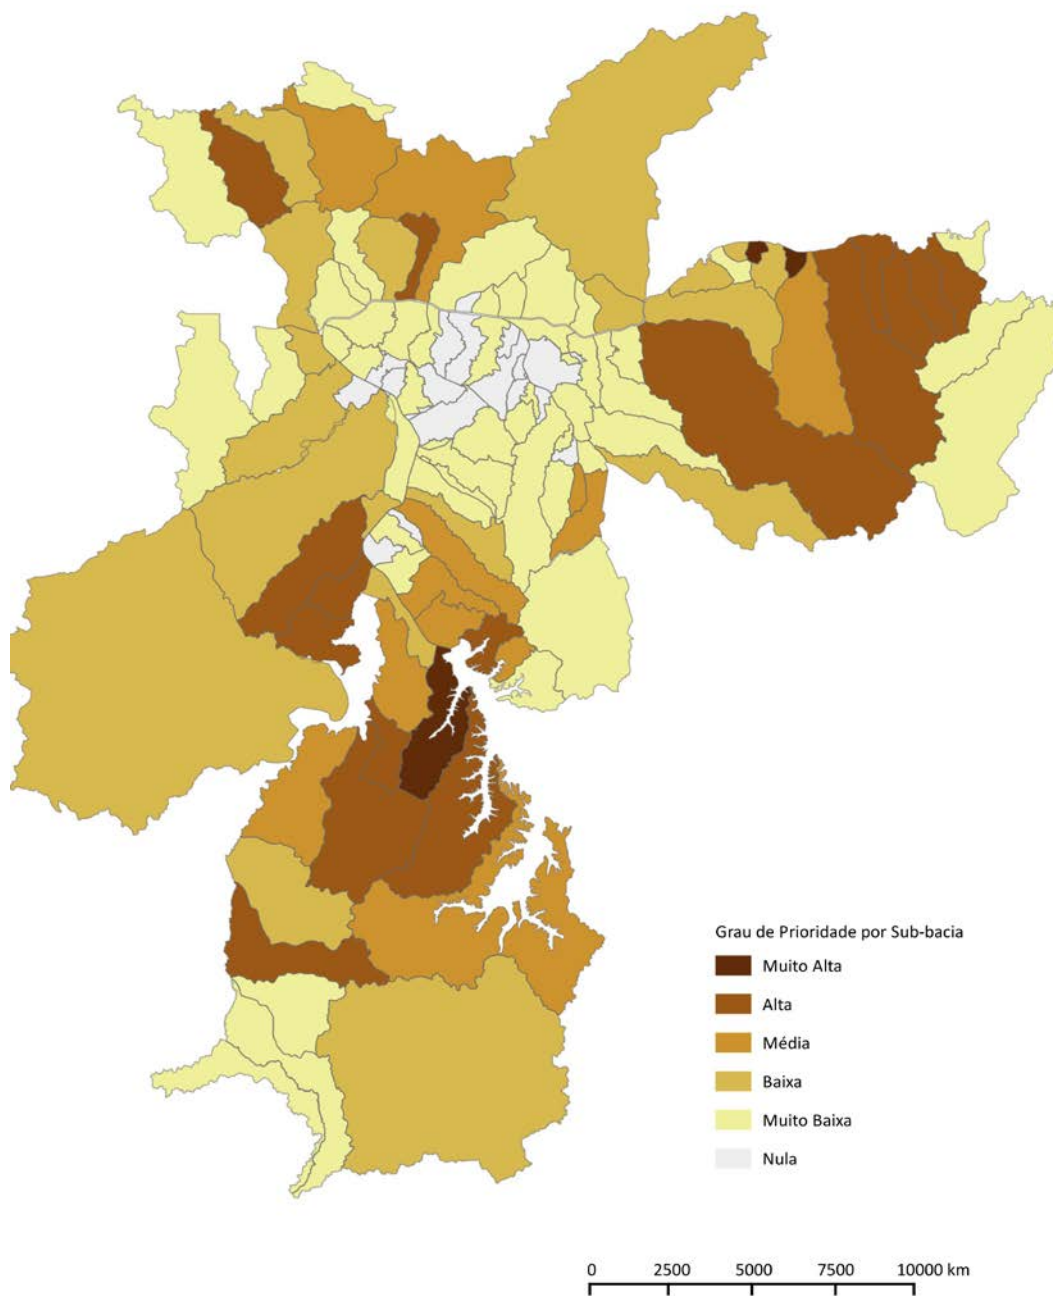 Grau de Prioridade por Sub-bacia
Muito Alta
Alta
Média
Baixa
Muito Baixa
Nula
0 2500 5000 7500 10000 km